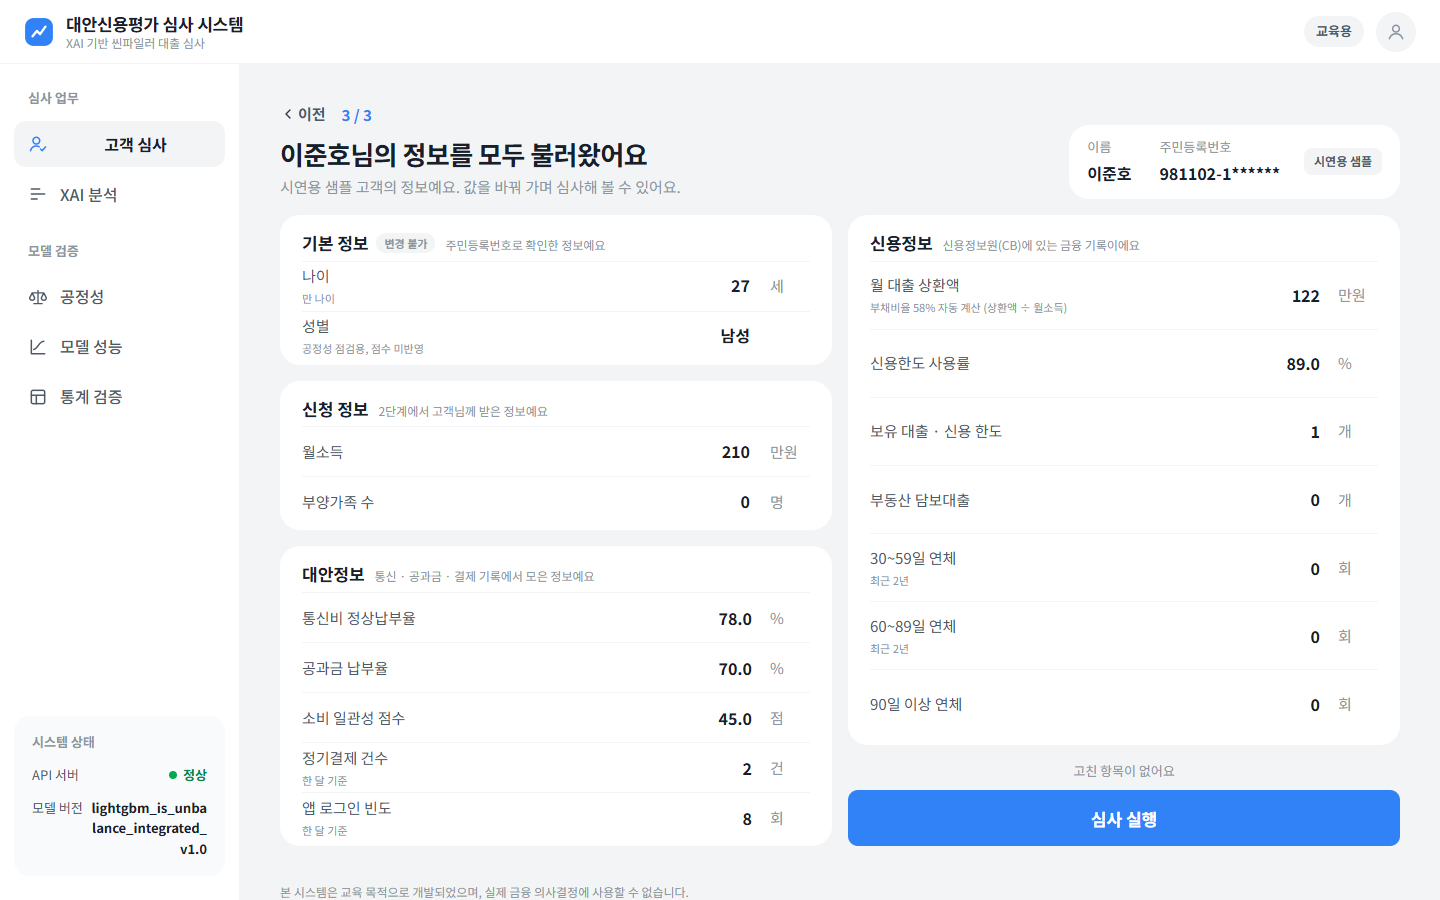 대안신용평가 심사 시스템
XAI 기반 씬파일러 대출 심사
교육용
심사 업무
고객 심사
XAI 분석
모델 검증
공정성
모델 성능
통계 검증
시스템 상태
API 서버 정상
모델 버전 lightgbm_is_unba
lance_integrated_
v1.0
이전 3 / 3
이준호님의 정보를 모두 불러왔어요
시연용 샘플 고객의 정보예요. 값을 바꿔 가며 심사해 볼 수 있어요.
이름 주민등록번호
이준호 981102-1******
시연용 샘플
기본 정보 변경 불가 주민등록번호로 확인한 정보예요
나이
만 나이
27 세
성별
공정성 점검용, 점수 미반영
남성
신청 정보 2단계에서 고객님께 받은 정보예요
월소득 210 만원
부양가족 수 0 명
대안정보 통신 · 공과금 · 결제 기록에서 모은 정보예요
통신비 정상납부율 78.0 %
공과금 납부율 70.0 %
소비 일관성 점수 45.0 점
정기결제 건수
한 달 기준
2 건
앱 로그인 빈도
한 달 기준
8 회
신용정보 신용정보원(CB)에 있는 금융 기록이에요
월 대출 상환액
부채비율 58% 자동 계산 (상환액 ÷ 월소득)
122 만원
신용한도 사용률 89.0 %
보유 대출 · 신용 한도 1 개
부동산 담보대출 0 개
30~59일 연체
최근 2년
0 회
60~89일 연체
최근 2년
0 회
90일 이상 연체 0 회
고친 항목이 없어요
심사 실행
본 시스템은 교육 목적으로 개발되었으며, 실제 금융 의사결정에 사용할 수 없습니다.